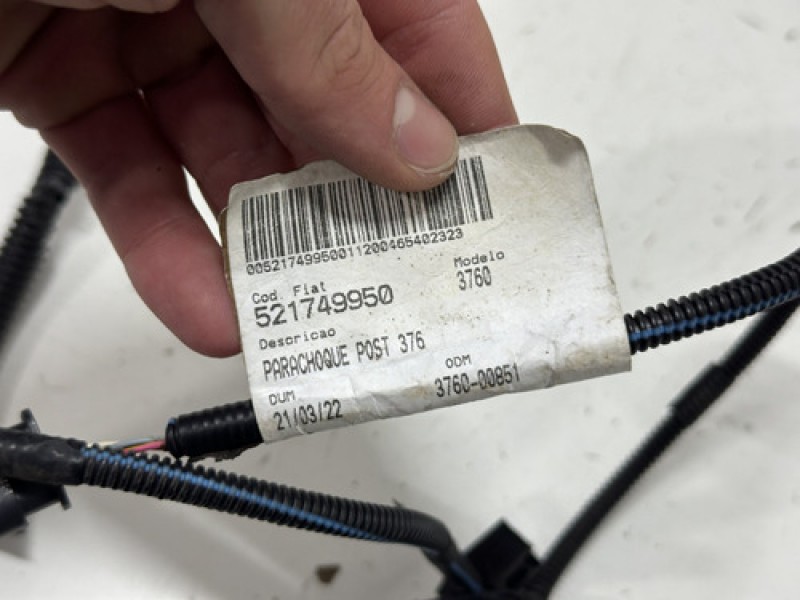 00521749950011200465402323
Cod. Fiat
521749950
Modelo
3760
Descricao
PARACHOQUE POST 376
DUM
21/03/22
ODM
3760-00851